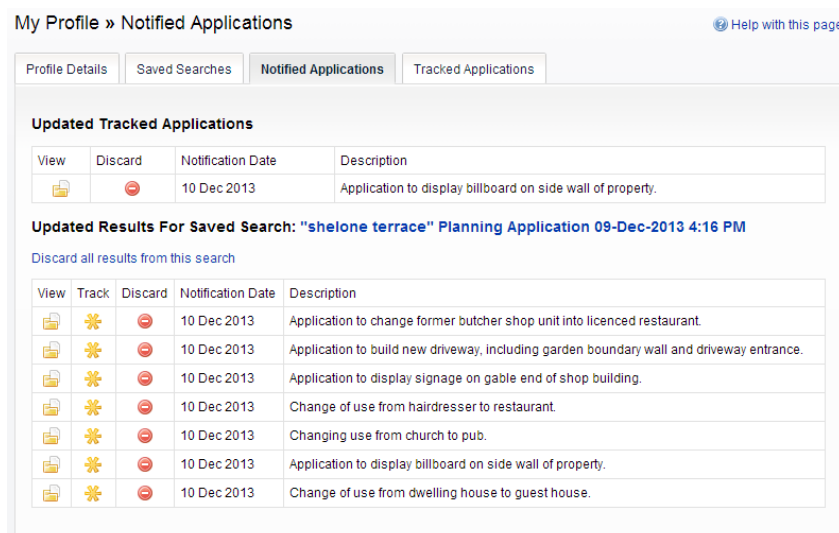 My Profile » Notified Applications
Help with this page
Profile Details Saved Searches Notified Applications Tracked Applications
Updated Tracked Applications
View Discard Notification Date Description
10 Dec 2013 Application to display billboard on side wall of property.
Updated Results For Saved Search: "shelone terrace" Planning Application 09-Dec-2013 4:16 PM
Discard all results from this search
View Track Discard Notification Date Description
10 Dec 2013 Application to change former butcher shop unit into licenced restaurant.
10 Dec 2013 Application to build new driveway, including garden boundary wall and driveway entrance.
10 Dec 2013 Application to display signage on gable end of shop building.
10 Dec 2013 Change of use from hairdresser to restaurant.
10 Dec 2013 Changing use from church to pub.
10 Dec 2013 Application to display billboard on side wall of property.
10 Dec 2013 Change of use from dwelling house to guest house.